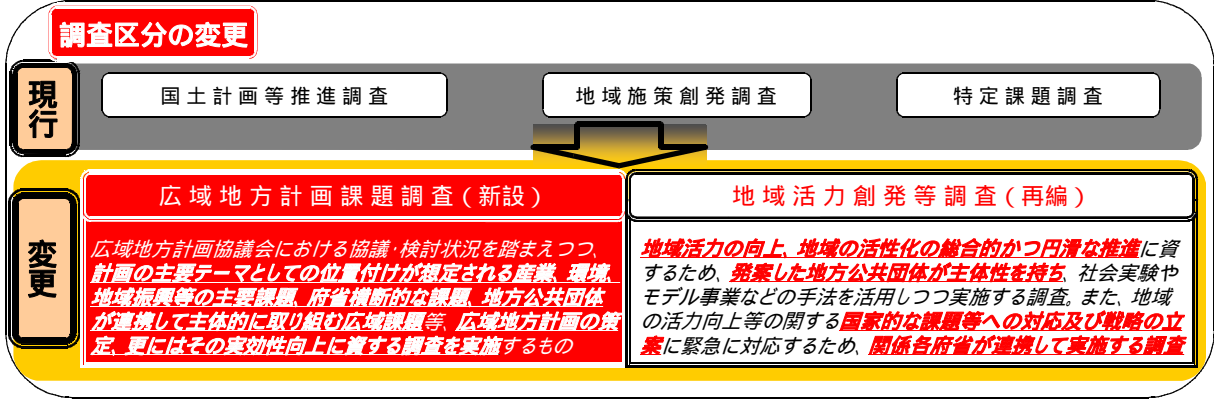 調査区分の変更
現行
国土計画等推進調査
地域施策創発調査
特定課題調査
変更
広域地方計画課題調査(新設)
広域地方計画協議会における協議・検討状況を踏まえつつ、
計画の主要テーマとしての位置付けが想定される産業、環境、
地域振興等の主要課題、府省横断的な課題、地方公共団体
が連携して主体的に取り組む広域課題等、広域地方計画の策
定、更にはその実効性向上に資する調査を実施するもの
地域活力創発等調査(再編)
地域活力の向上、地域の活性化の総合的かつ円滑な推進に資
するため、発案した地方公共団体が主体性を持ち、社会実験や
モデル事業などの手法を活用しつつ実施する調査。また、地域
の活力向上等の関する国家的な課題等への対応及び戦略の立
案に緊急に対応するため、関係各府省が連携して実施する調査